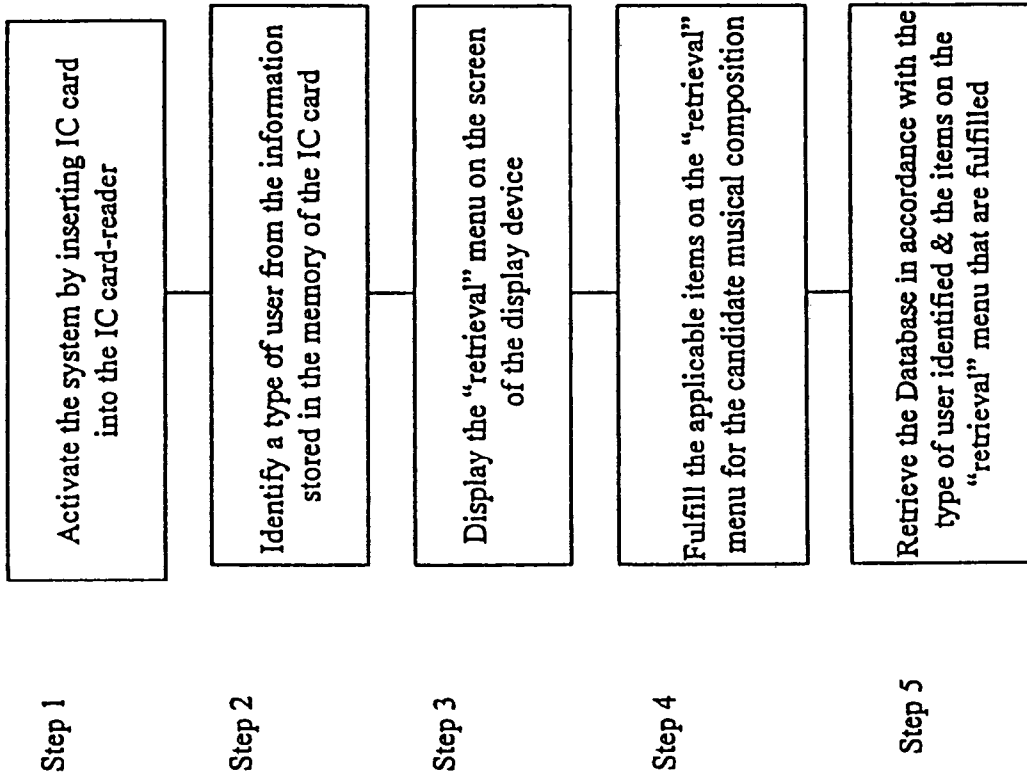 Step 1
Activate the system by inserting IC card
into the IC card-reader
Step 2
Identify a type of user from the information
stored in the memory of the IC card
Step 3
Display the “retrieval” menu on the screen
of the display device
Step 4
Fulfill the applicable items on the “retrieval”
menu for the candidate musical composition
Step 5
Retrieve the Database in accordance with the
type of user identified & the items on the
“retrieval” menu that are fulfilled